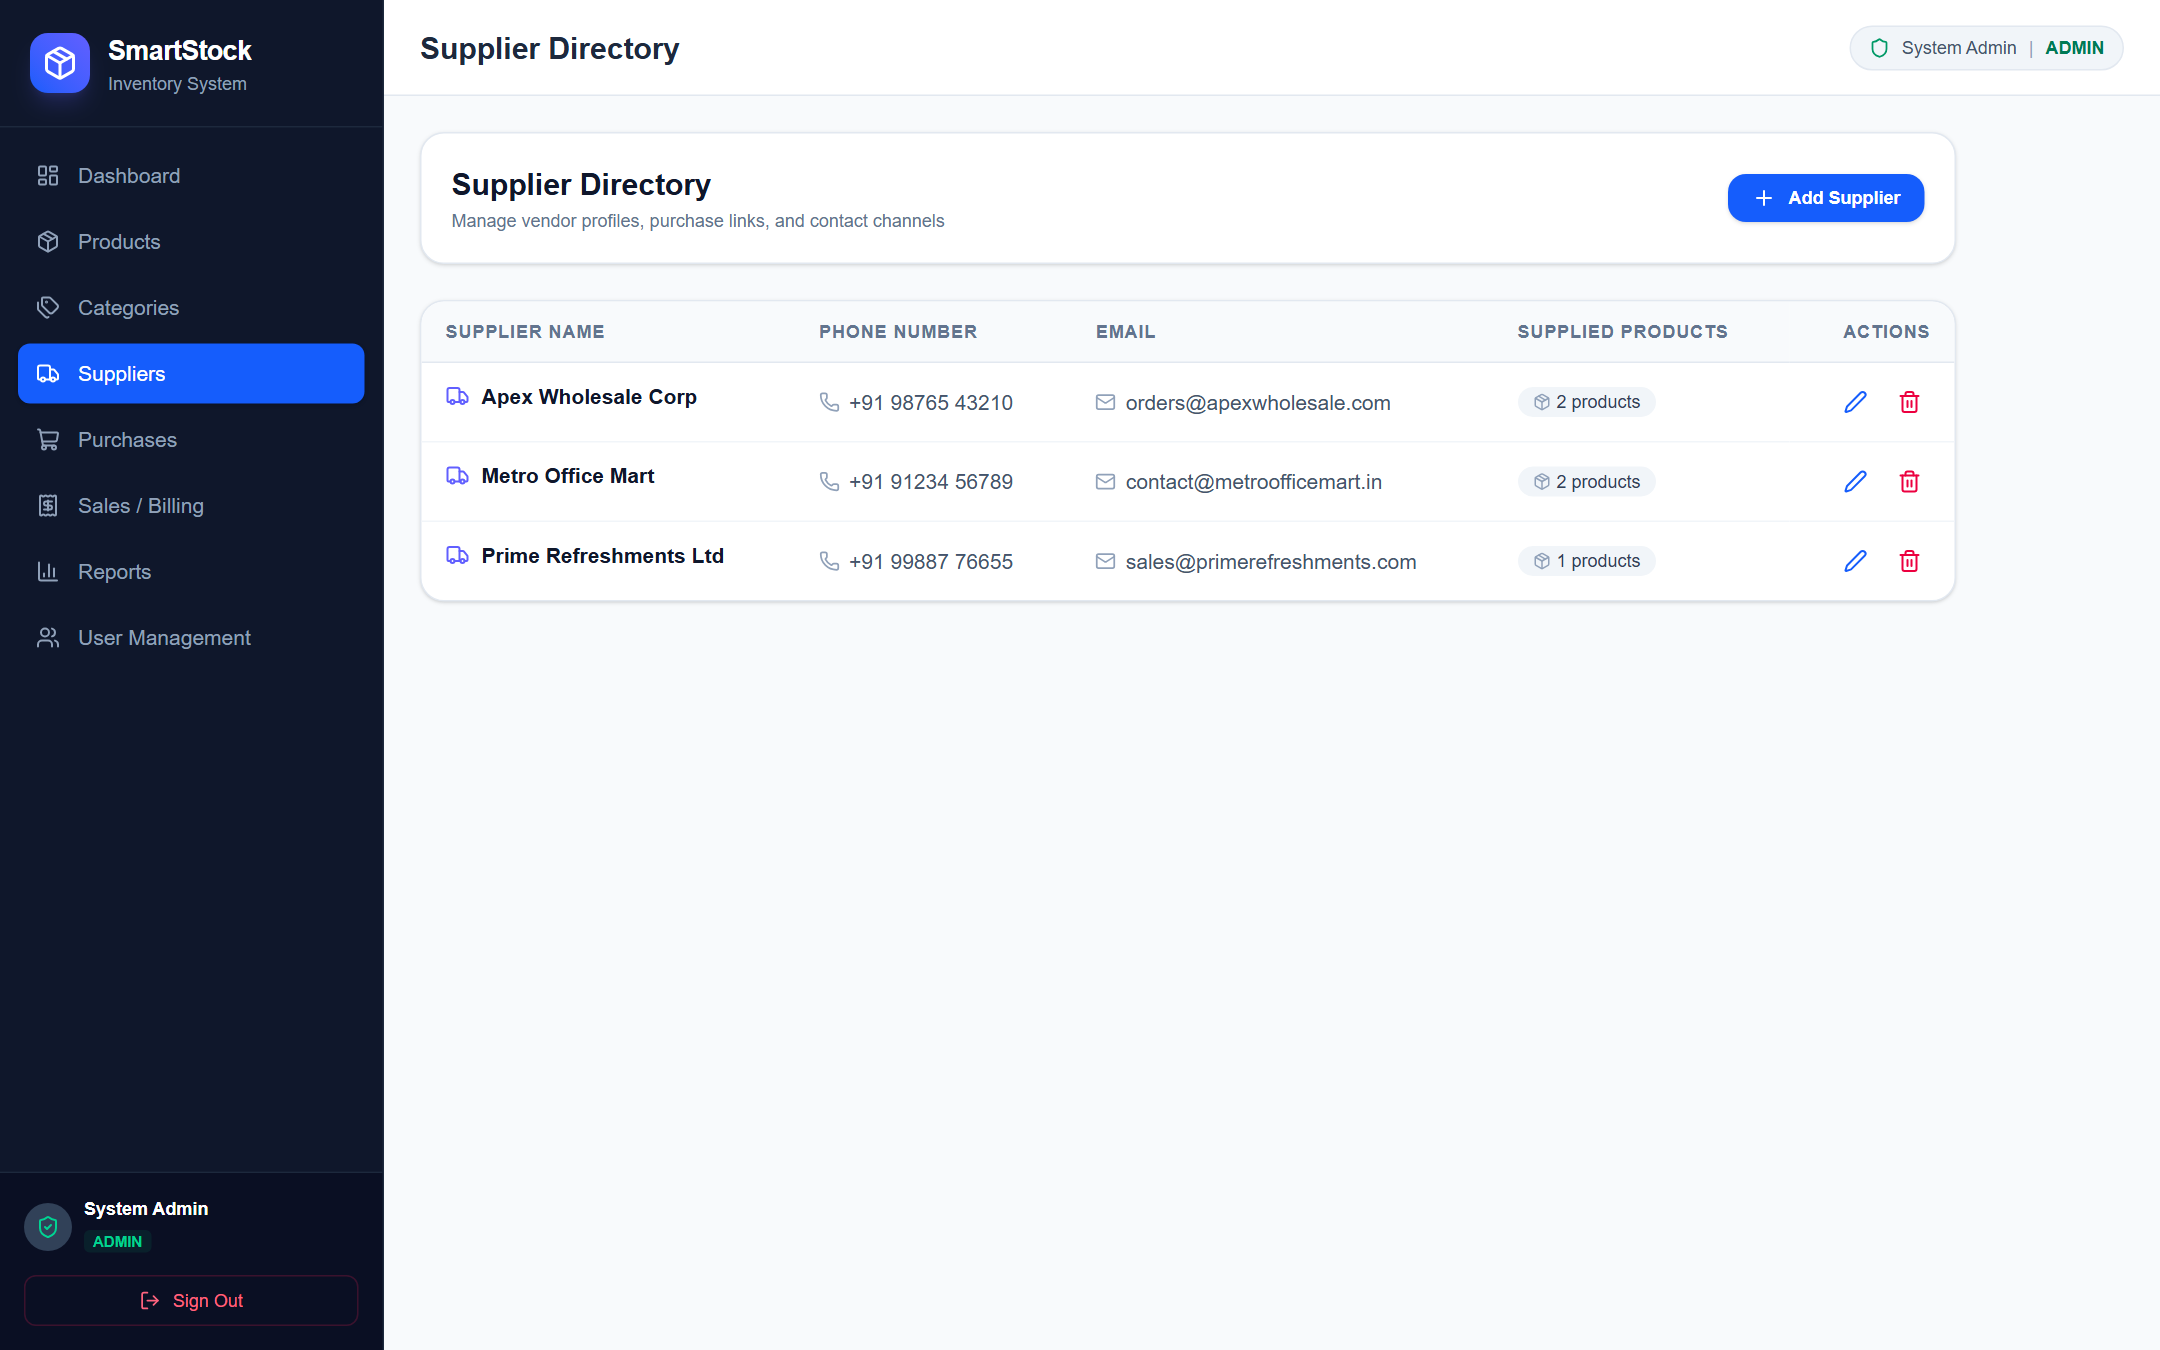 SmartStock
Inventory System
Dashboard
Products
Categories
Suppliers
Purchases
Sales / Billing
Reports
User Management
System Admin
ADMIN
Sign Out
Supplier Directory
System Admin | ADMIN
Supplier Directory
Manage vendor profiles, purchase links, and contact channels
Add Supplier
SUPPLIER NAME PHONE NUMBER EMAIL SUPPLIED PRODUCTS ACTIONS
Apex Wholesale Corp +91 98765 43210 orders@apexwholesale.com 2 products
Metro Office Mart +91 91234 56789 contact@metroofficemart.in 2 products
Prime Refreshments Ltd +91 99887 76655 sales@primerefreshments.com 1 products